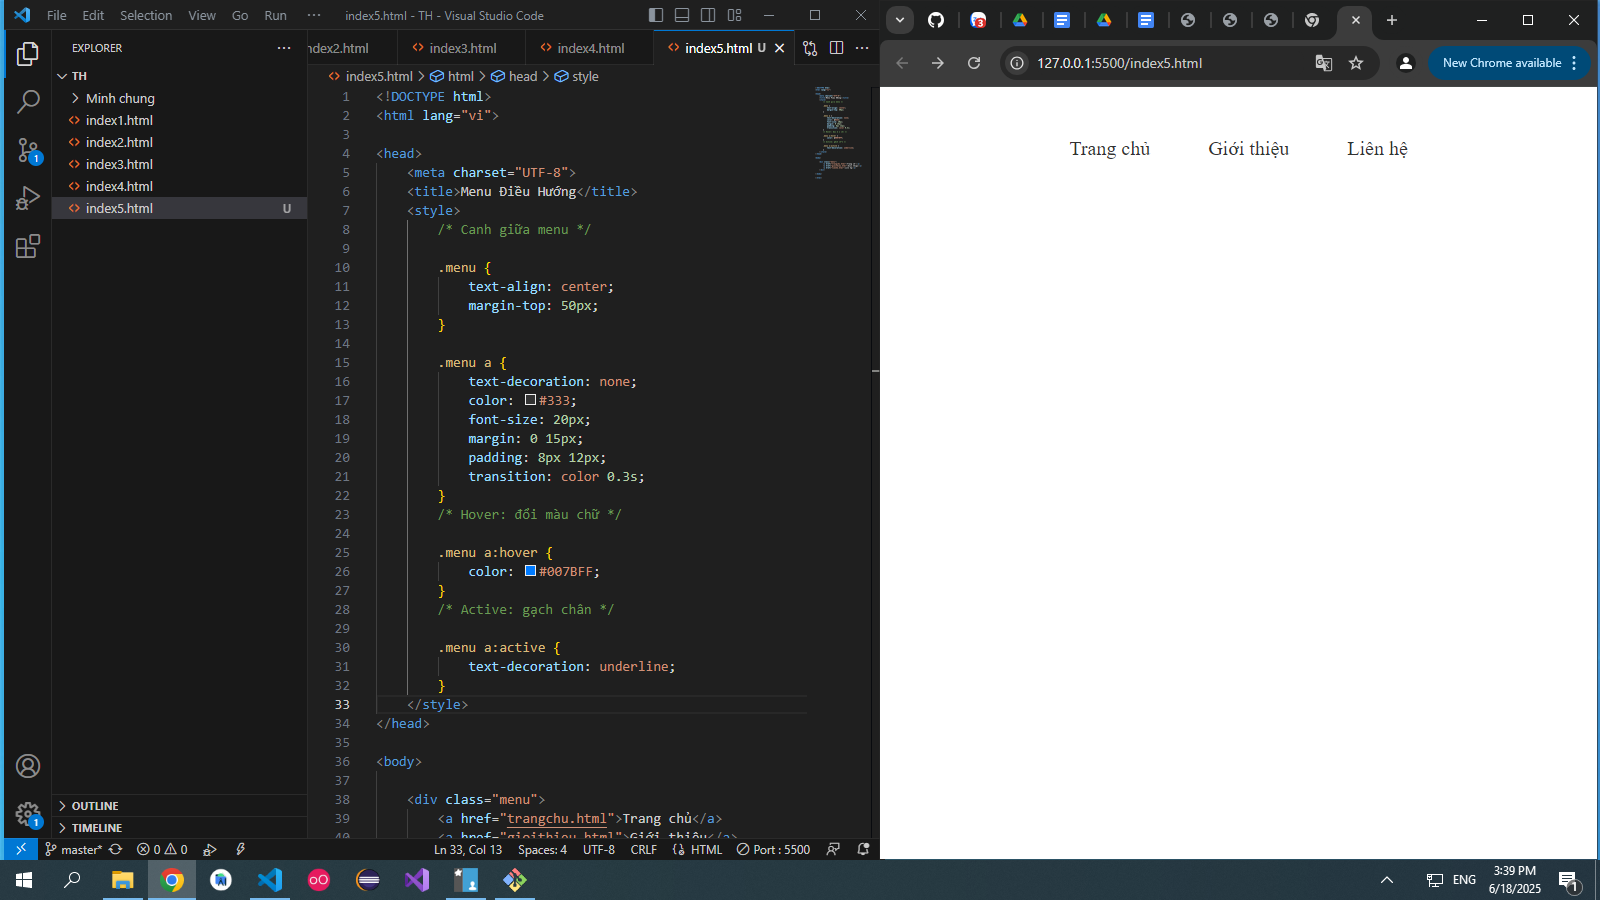 File Edit Selection View Go Run ··· index5.html - TH - Visual Studio Code
EXPLORER ···
TH
Minh chung
index1.html
index2.html
index3.html
index4.html
index5.html U
OUTLINE
TIMELINE
ndex2.html index3.html index4.html index5.html U
index5.html > html > head > style
1 <!DOCTYPE html>
2 <html lang="vi">
3
4 <head>
5 <meta charset="UTF-8">
6 <title>Menu Điều Hướng</title>
7 <style>
8 /* Canh giữa menu */
9
10 .menu {
11 text-align: center;
12 margin-top: 50px;
13 }
14
15 .menu a {
16 text-decoration: none;
17 color: #333;
18 font-size: 20px;
19 margin: 0 15px;
20 padding: 8px 12px;
21 transition: color 0.3s;
22 }
23 /* Hover: đổi màu chữ */
24
25 .menu a:hover {
26 color: #007BFF;
27 }
28 /* Active: gạch chân */
29
30 .menu a:active {
31 text-decoration: underline;
32 }
33 </style>
34 </head>
35
36 <body>
37
38 <div class="menu">
39 <a href="trangchu.html">Trang chủ</a>
40 <a href="gioithieu.html">Giới thiệu</a>
master* 0 0 Ln 33, Col 13 Spaces: 4 UTF-8 CRLF HTML Port : 5500
127.0.0.1:5500/index5.html New Chrome available
Trang chủ Giới thiệu Liên hệ
ENG 3:39 PM
6/18/2025
1